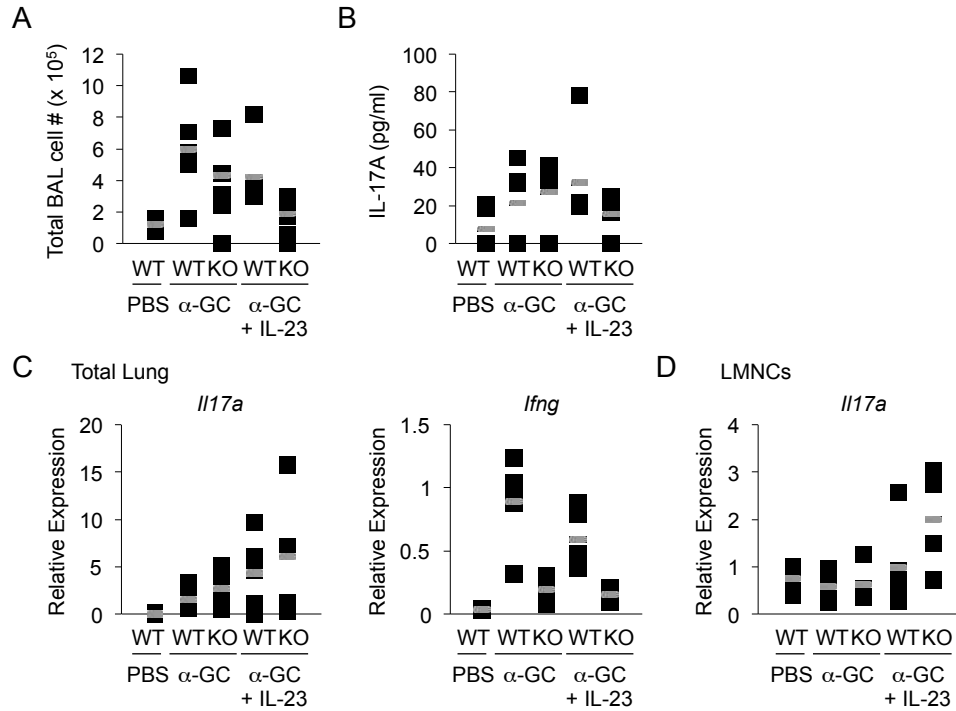 A
Total BAL cell # (x 10⁵)
12
10
8
6
4
2
0
WT WT KO WT KO
PBS α-GC α-GC
+ IL-23
B
IL-17A (pg/ml)
100
80
60
40
20
0
WT WT KO WT KO
PBS α-GC α-GC
+ IL-23
C Total Lung
Il17a
Relative Expression
20
15
10
5
0
WT WT KO WT KO
PBS α-GC α-GC
+ IL-23
Ifng
Relative Expression
1.5
1
0.5
0
WT WT KO WT KO
PBS α-GC α-GC
+ IL-23
D LMNCs
Il17a
Relative Expression
4
3
2
1
0
WT WT KO WT KO
PBS α-GC α-GC
+ IL-23